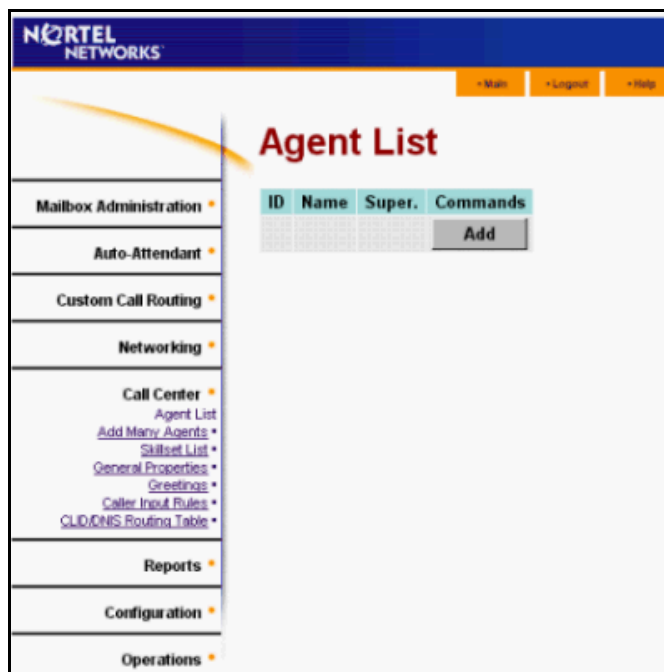 NORTEL
NETWORKS
Main
Logout
Help
Agent List
ID Name Super. Commands
Add
Mailbox Administration
Auto-Attendant
Custom Call Routing
Networking
Call Center
Agent List
Add Many Agents
Skillset List
General Properties
Greetings
Caller Input Rules
CLID/DNIS Routing Table
Reports
Configuration
Operations